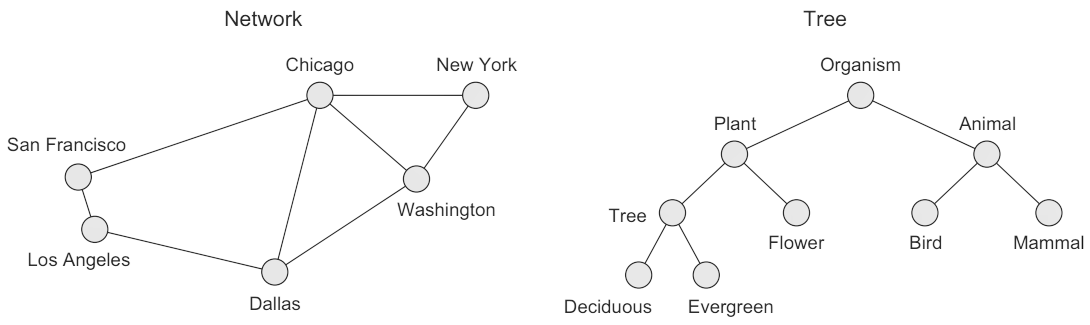 Network
Chicago
New York
San Francisco
Washington
Los Angeles
Dallas
Tree
Organism
Plant
Animal
Tree
Flower
Bird
Mammal
Deciduous
Evergreen